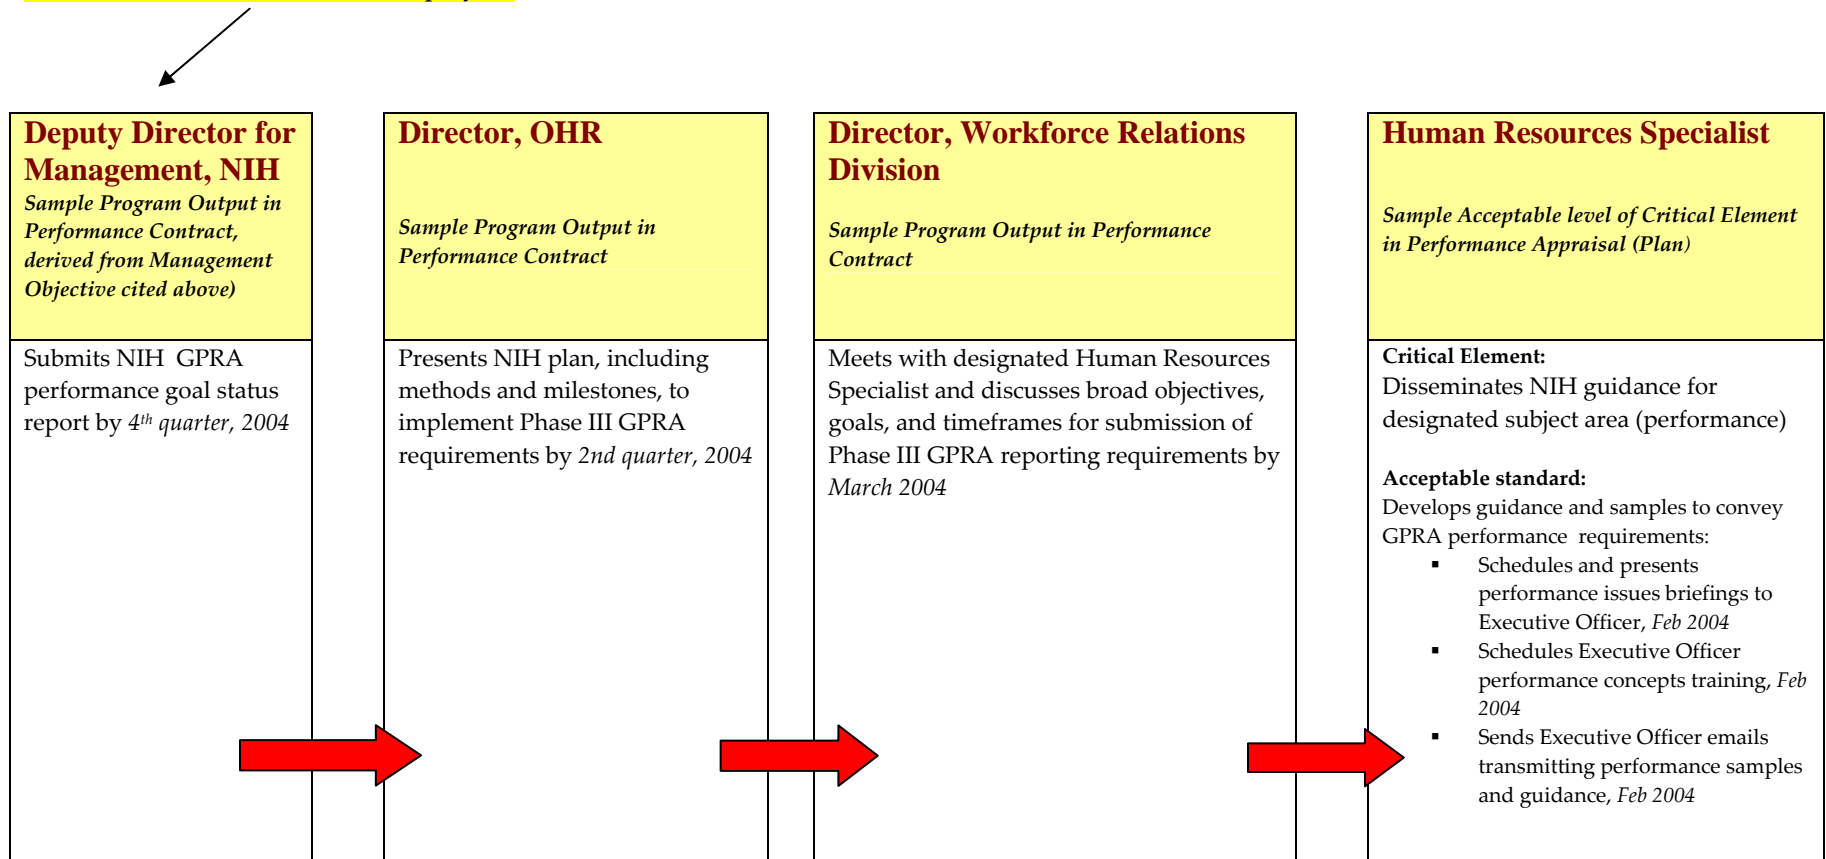 Deputy Director for
Management, NIH
Sample Program Output in
Performance Contract,
derived from Management
Objective cited above)
Submits NIH GPRA
performance goal status
report by 4th quarter, 2004
Director, OHR
Sample Program Output in
Performance Contract
Presents NIH plan, including
methods and milestones, to
implement Phase III GPRA
requirements by 2nd quarter, 2004
Director, Workforce Relations
Division
Sample Program Output in Performance
Contract
Meets with designated Human Resources
Specialist and discusses broad objectives,
goals, and timeframes for submission of
Phase III GPRA reporting requirements by
March 2004
Human Resources Specialist
Sample Acceptable level of Critical Element
in Performance Appraisal (Plan)
Critical Element:
Disseminates NIH guidance for
designated subject area (performance)
Acceptable standard:
Develops guidance and samples to convey
GPRA performance requirements:
▪ Schedules and presents
performance issues briefings to
Executive Officer, Feb 2004
▪ Schedules Executive Officer
performance concepts training, Feb
2004
▪ Sends Executive Officer emails
transmitting performance samples
and guidance, Feb 2004